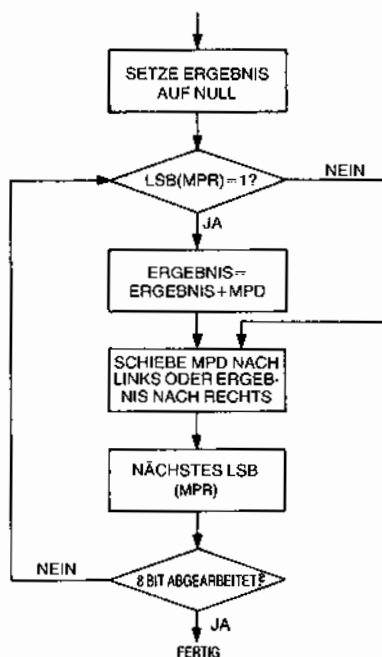 SETZE ERGEBNIS
AUF NULL
LSB(MPR)=1?
NEIN
JA
ERGEBNIS=
ERGEBNIS+MPD
SCHIEBE MPD NACH
LINKS ODER ERGEB-
NIS NACH RECHTS
NÄCHSTES LSB
(MPR)
NEIN
8 BIT ABGEARBEITET?
JA
FERTIG